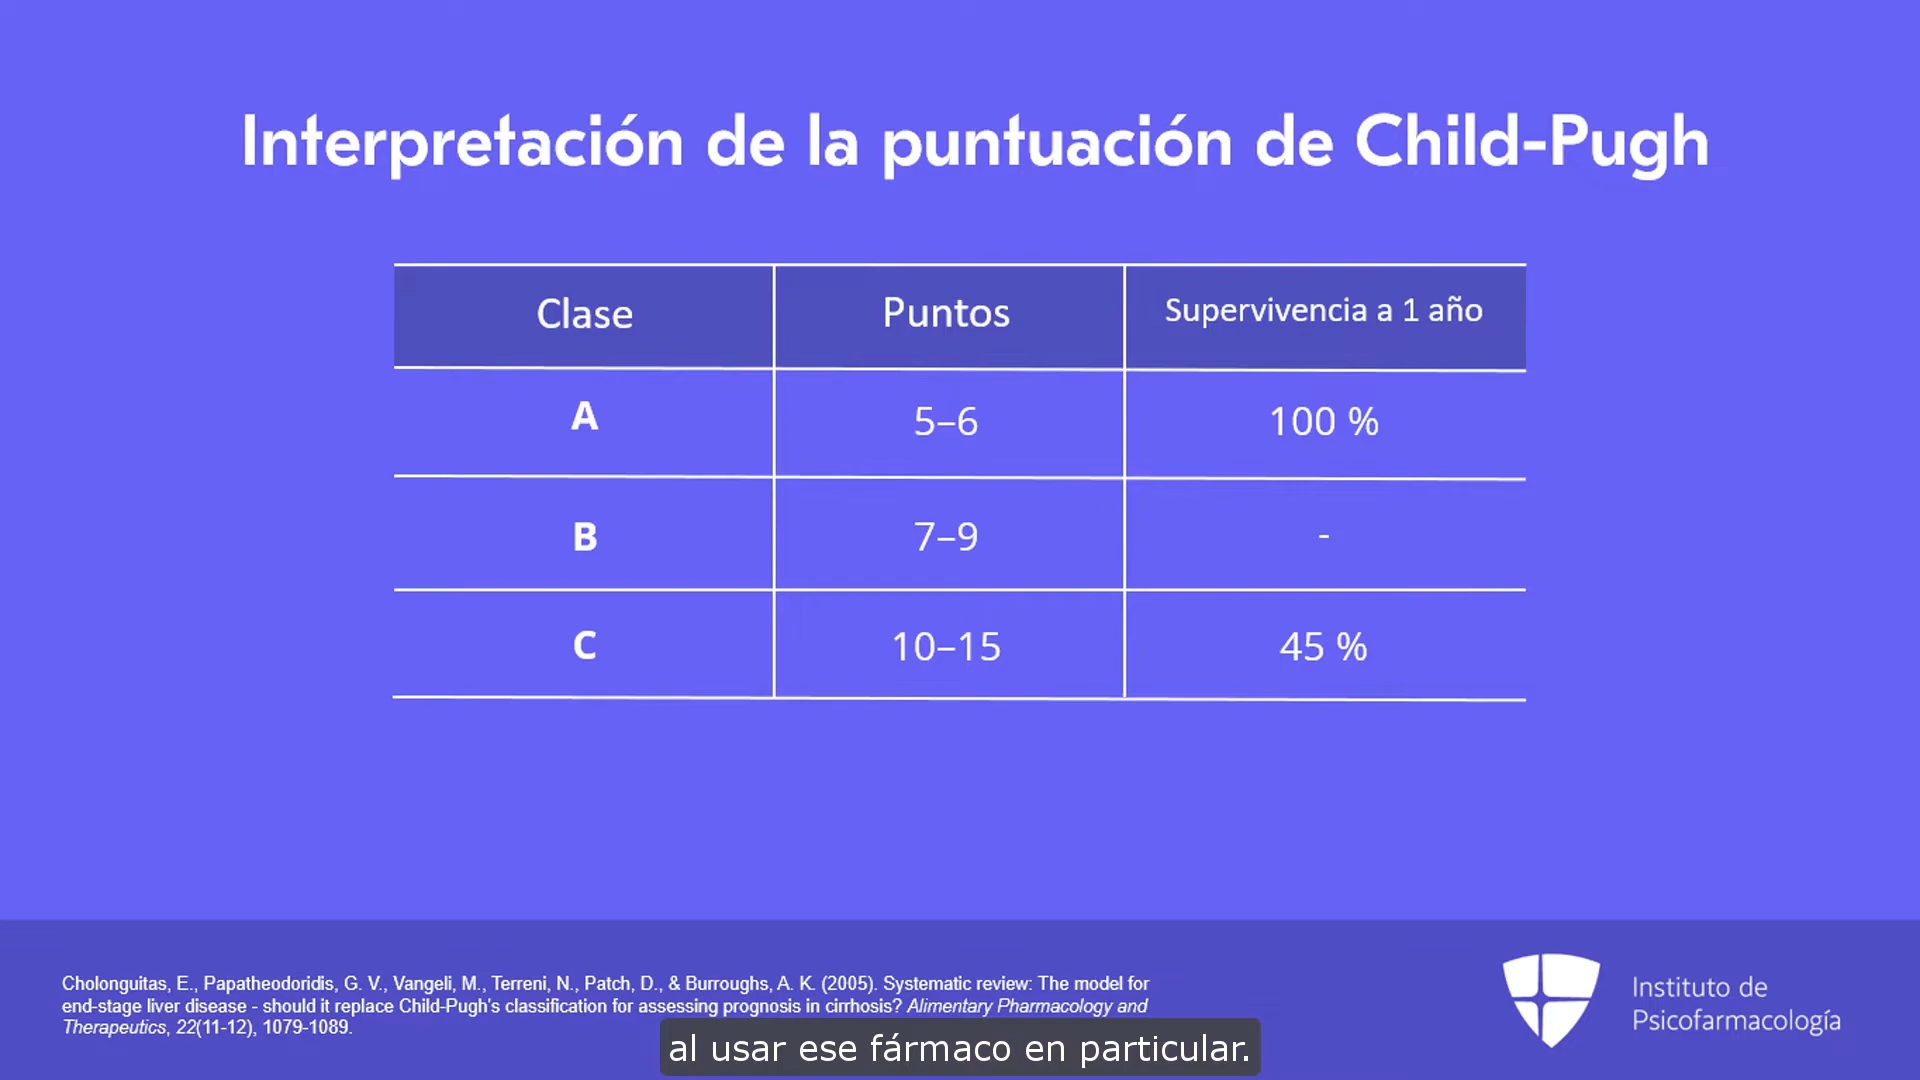 Interpretación de la puntuación de Child-Pugh
Clase Puntos Supervivencia a 1 año
A 5–6 100 %
B 7–9 -
C 10–15 45 %
Cholonguitas, E., Papatheodoridis, G. V., Vangeli, M., Terreni, N., Patch, D., & Burroughs, A. K. (2005). Systematic review: The model for
end-stage liver disease - should it replace Child-Pugh's classification for assessing prognosis in cirrhosis? Alimentary Pharmacology and
Therapeutics, 22(11-12), 1079-1089.
Instituto de
Psicofarmacología
al usar ese fármaco en particular.